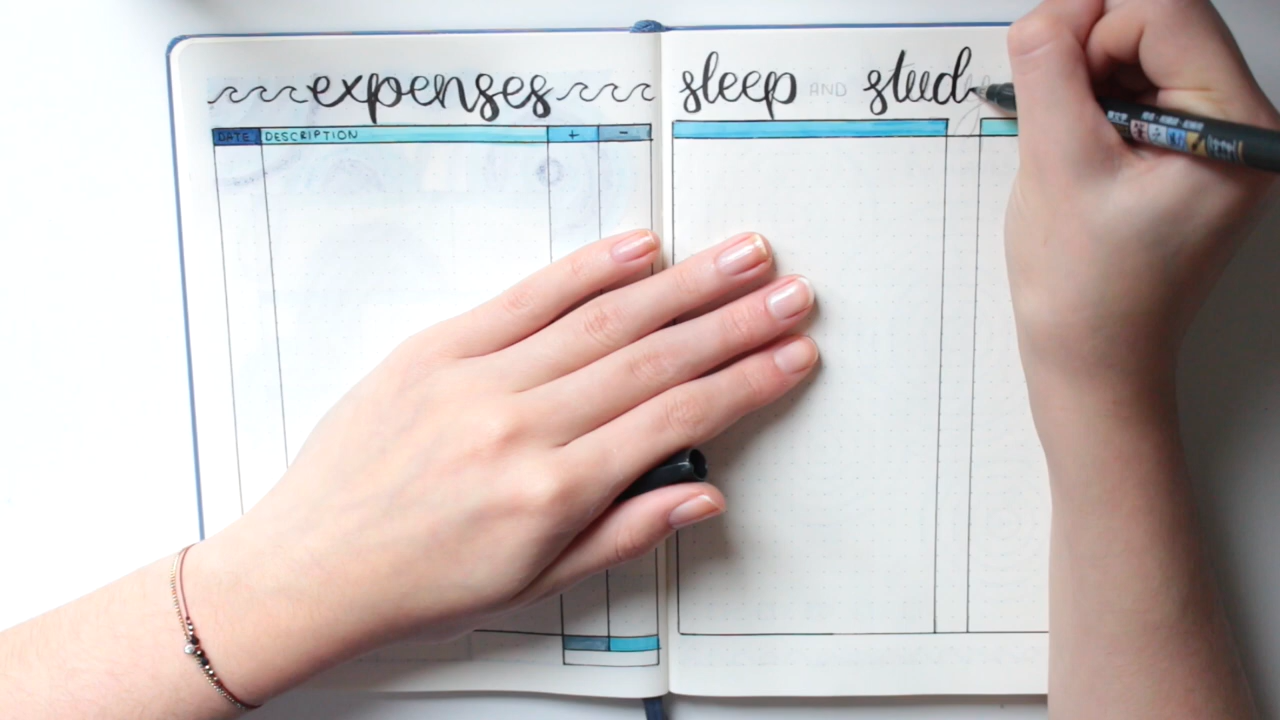 expenses
DATE DESCRIPTION + -
sleep AND stud